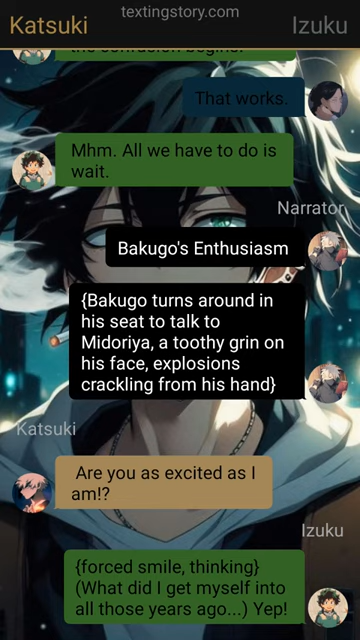 textingstory.com
Katsuki
Izuku
the confusion begins.
That works.
Mhm. All we have to do is
wait.
Narrator
Bakugo's Enthusiasm
{Bakugo turns around in
his seat to talk to
Midoriya, a toothy grin on
his face, explosions
crackling from his hand}
Katsuki
Are you as excited as I
am!?
Izuku
{forced smile, thinking}
(What did I get myself into
all those years ago...) Yep!